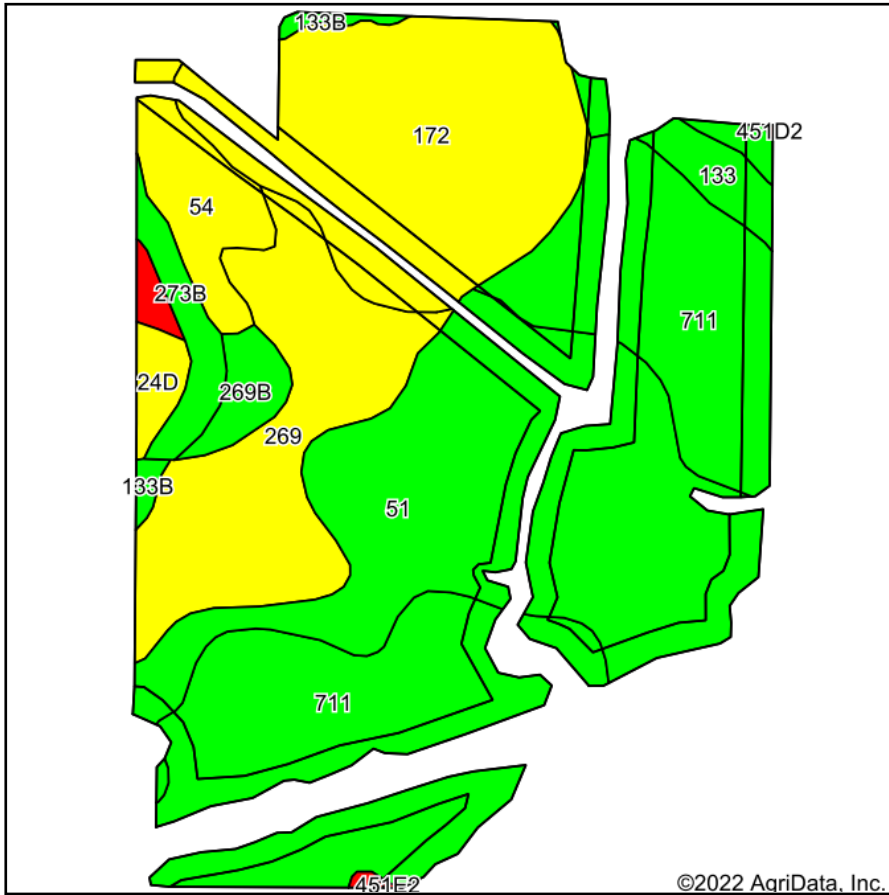 133B
172
451D2
133
54
273B
711
24D
269B
269
133B
51
711
451E2
©2022 AgriData, Inc.